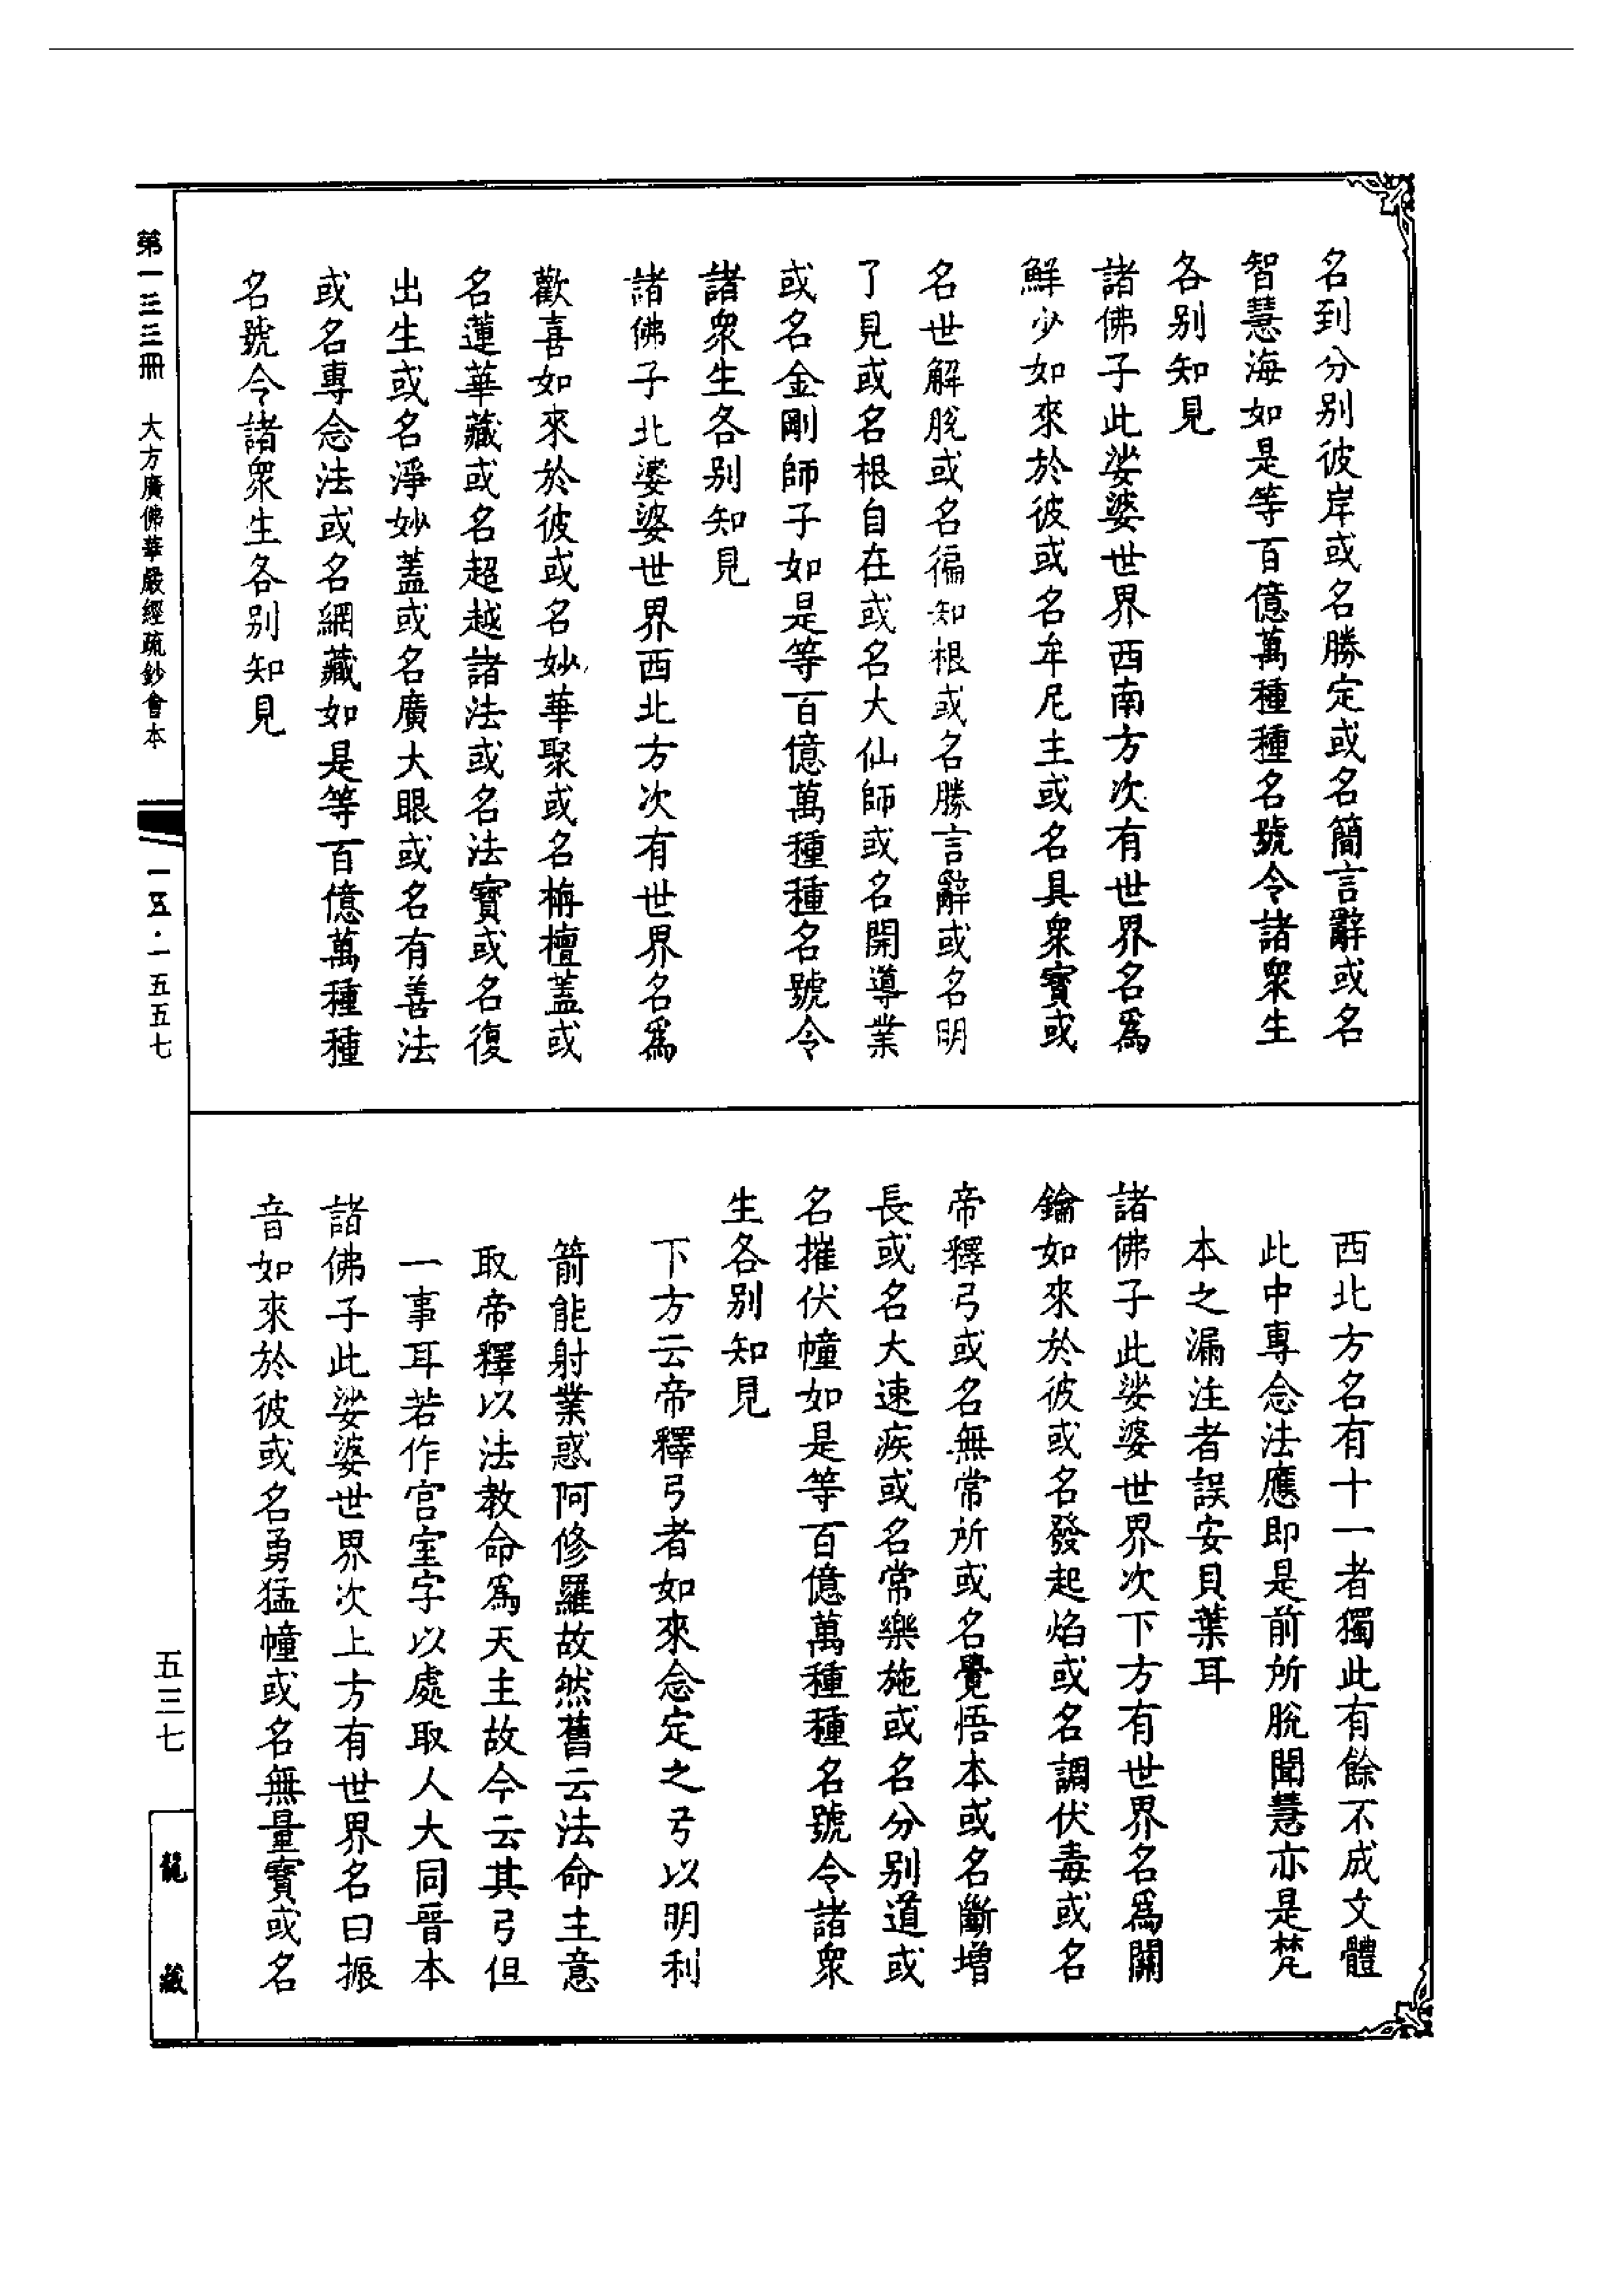 名到分別彼岸或名勝定或名簡言辭或名
智慧海如是等百億萬種種名號令諸衆生
各別知見
諸佛子此娑婆世界西南方次有世界名爲
鮮少如來於彼或名牟尼主或名具衆寶或
名世解脫或名徧知根或名勝言辭或名明
了見或名根自在或名大仙師或名開導業
或名金剛師子如是等百億萬種種名號令
諸衆生各別知見
諸佛子北婆婆世界西北方次有世界名爲
歡喜如來於彼或名妙華聚或名栴檀蓋或
名蓮華藏或名超越諸法或名法寶或名復
出生或名淨妙蓋或名廣大眼或名有善法
或名專念法或名網藏如是等百億萬種種
名號令諸衆生各別知見
西北方名有十一者獨此有餘不成文體
此中專念法應即是前所脫聞慧亦是梵
本之漏注者誤安貝葉耳
諸佛子此娑婆世界次下方有世界名爲關
鑰如來於彼或名發起焰或名調伏毒或名
帝釋弓或名無常所或名覺悟本或名斷增
長或名大速疾或名常樂施或名分別道或
名摧伏幢如是等百億萬種種名號令諸衆
生各別知見
下方云帝釋弓者如來念定之弓以明利
箭能射業惑阿修羅故然舊云法命主意
取帝釋以法教命爲天主故今云其弓但
一事耳若作宮室字以處取人大同晉本
諸佛子此娑婆世界次上方有世界名曰振
音如來於彼或名勇猛幢或名無量寶或名
第一三三冊 大方廣佛華嚴經疏鈔會本
一五·一五五七
五三七
龍藏